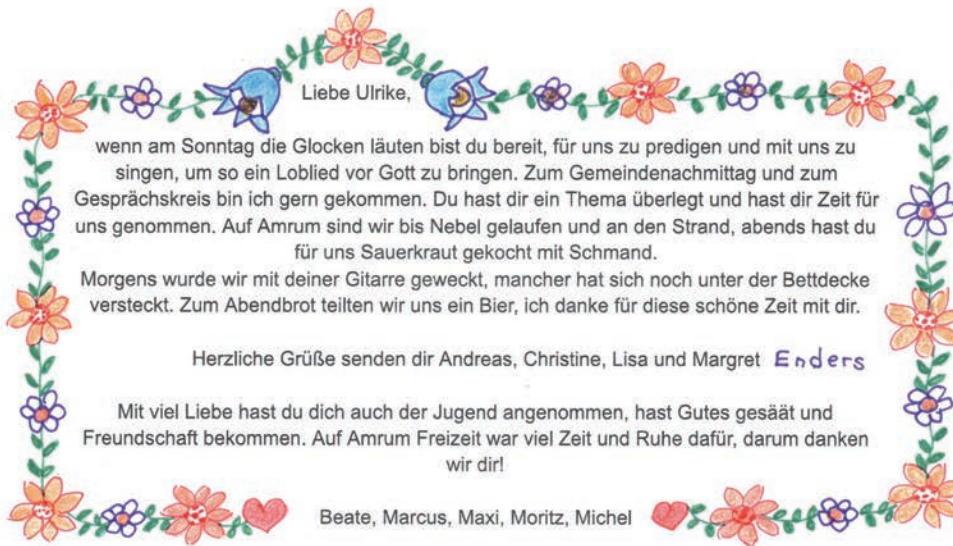 Liebe Ulrike,
wenn am Sonntag die Glocken läuten bist du bereit, für uns zu predigen und mit uns zu
singen, um so ein Loblied vor Gott zu bringen. Zum Gemeindenachmittag und zum
Gesprächskreis bin ich gern gekommen. Du hast dir ein Thema überlegt und hast dir Zeit für
uns genommen. Auf Amrum sind wir bis Nebel gelaufen und an den Strand, abends hast du
für uns Sauerkraut gekocht mit Schmand.
Morgens wurde wir mit deiner Gitarre geweckt, mancher hat sich noch unter der Bettdecke
versteckt. Zum Abendbrot teilten wir uns ein Bier, ich danke für diese schöne Zeit mit dir.
Herzliche Grüße senden dir Andreas, Christine, Lisa und Margret Enders
Mit viel Liebe hast du dich auch der Jugend angenommen, hast Gutes gesäät und
Freundschaft bekommen. Auf Amrum Freizeit war viel Zeit und Ruhe dafür, darum danken
wir dir!
Beate, Marcus, Maxi, Moritz, Michel